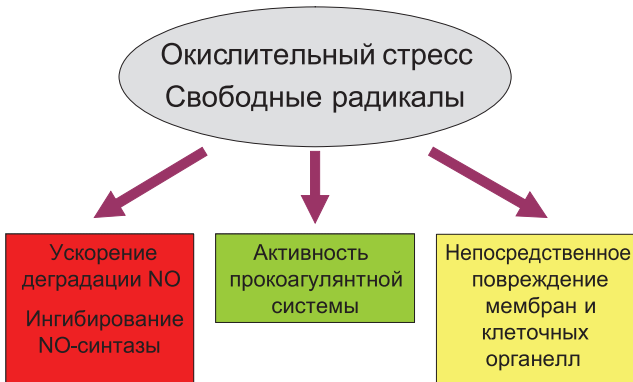 Окислительный стресс
Свободные радикалы
Ускорение
деградации NO
Ингибирование
NO-синтазы
Активность
прокоагулянтной
системы
Непосредственное
повреждение
мембран и
клеточных
органелл